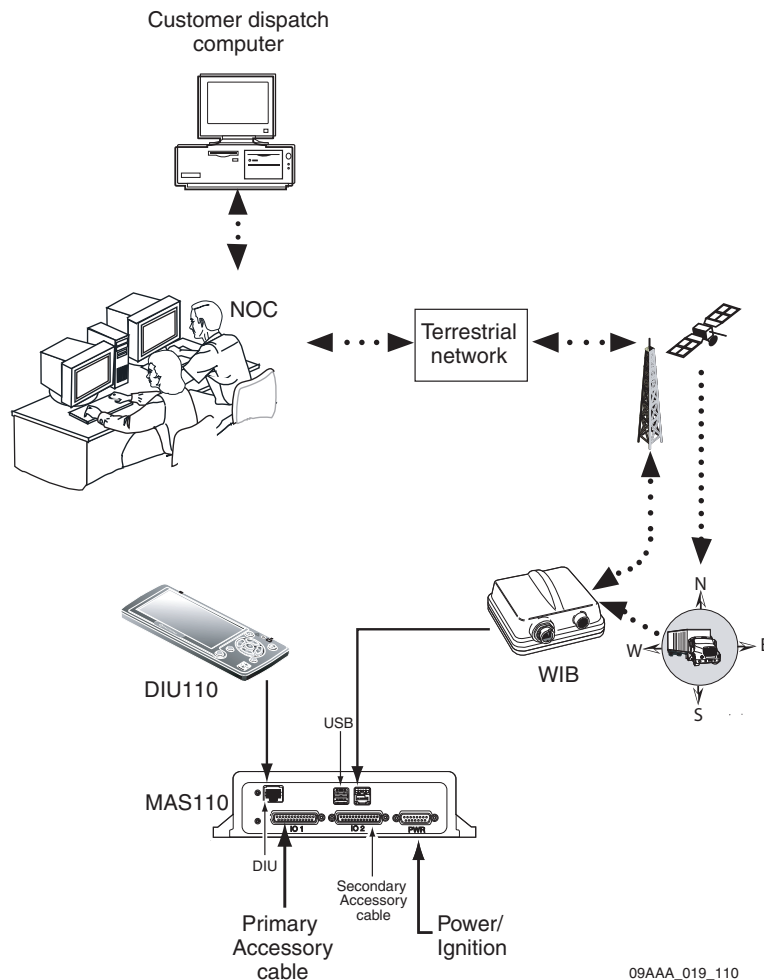 Customer dispatch
computer
NOC
Terrestrial
network
N
W
E
S
WIB
DIU110
USB
MAS110
IO 1
IO 2
PWR
DIU
Secondary
Accessory
cable
Primary
Accessory
cable
Power/
Ignition
09AAA_019_110